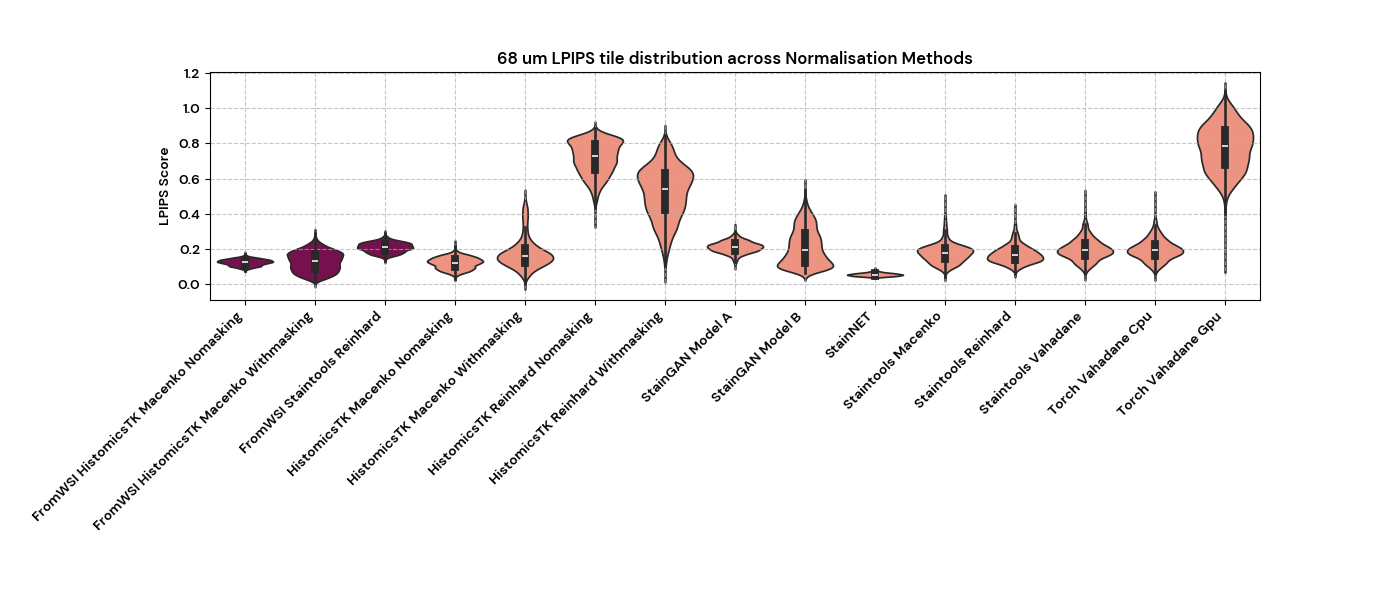 68 um LPIPS tile distribution across Normalisation Methods
LPIPS Score
1.2
1.0
0.8
0.6
0.4
0.2
0.0
FromWSI HistomicsTK Macenko Nomasking
FromWSI HistomicsTK Macenko Withmasking
FromWSI Staintools Reinhard
HistomicsTK Macenko Nomasking
HistomicsTK Macenko Withmasking
HistomicsTK Reinhard Nomasking
HistomicsTK Reinhard Withmasking
StainGAN Model A
StainGAN Model B
StainNET
Staintools Macenko
Staintools Reinhard
Staintools Vahadane
Torch Vahadane Cpu
Torch Vahadane Gpu